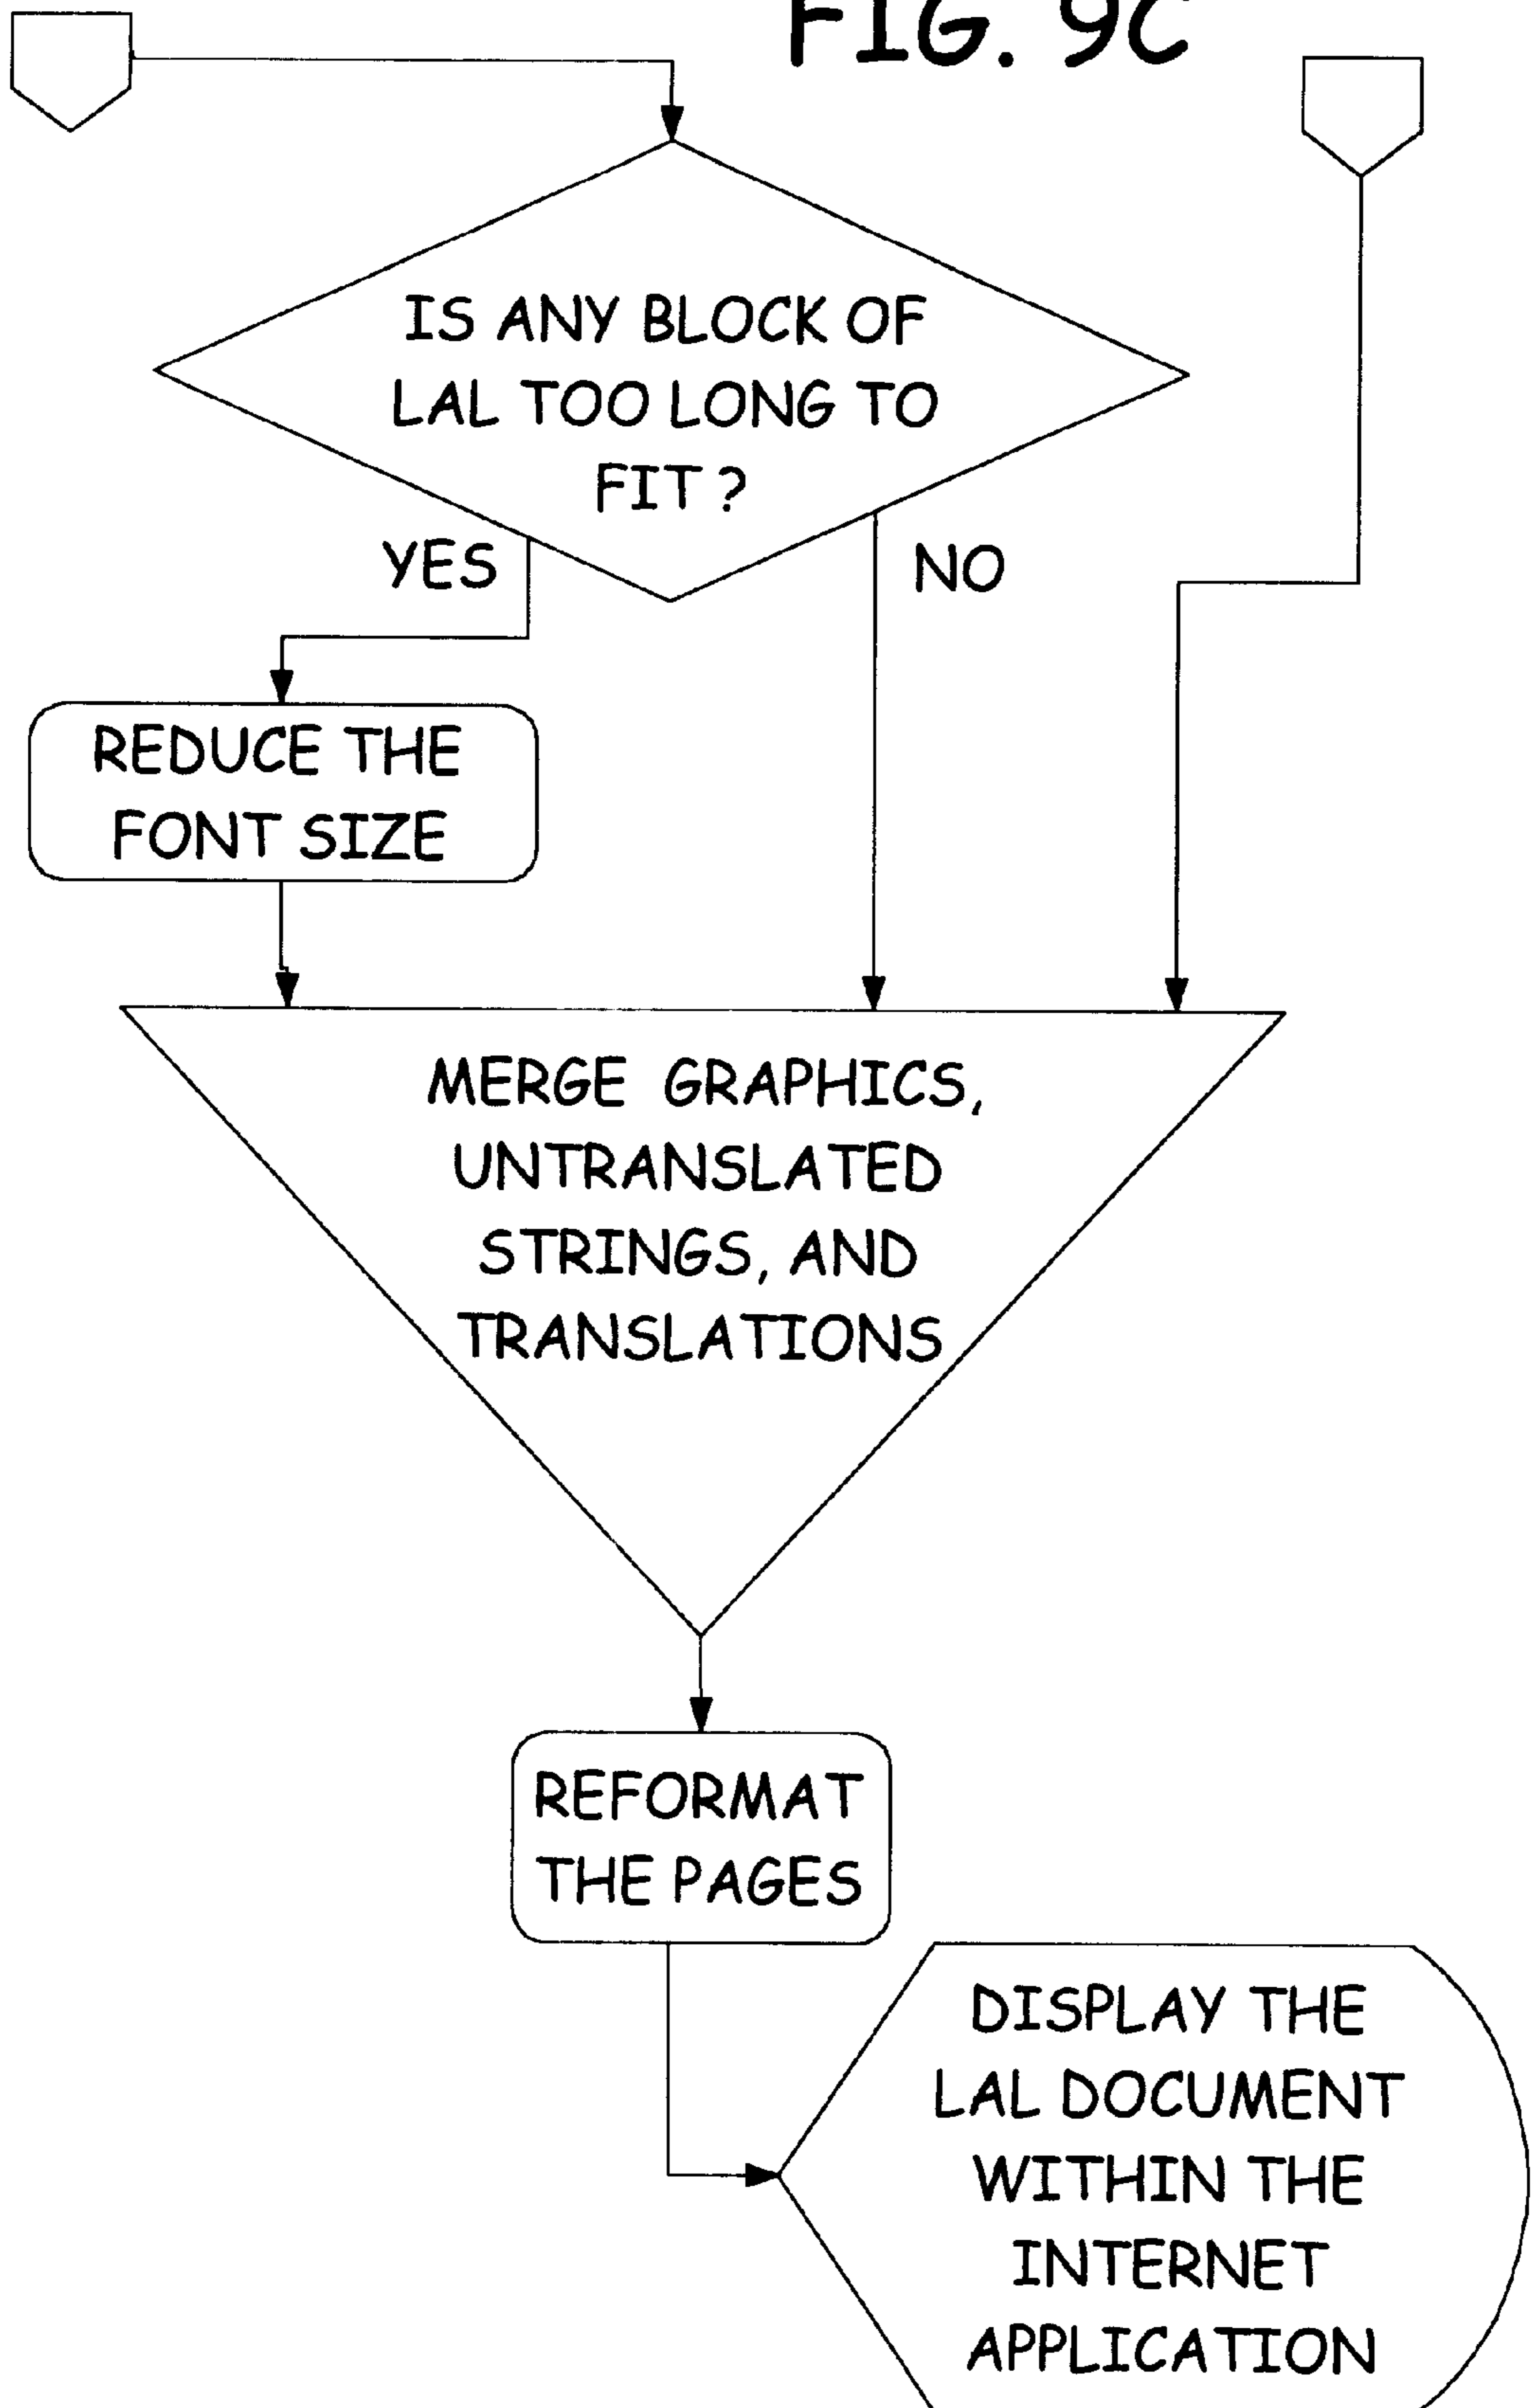 FIG. 9C
IS ANY BLOCK OF
LAL TOO LONG TO
FIT?
YES
NO
REDUCE THE
FONT SIZE
MERGE GRAPHICS,
UNTRANSLATED
STRINGS, AND
TRANSLATIONS
REFORMAT
THE PAGES
DISPLAY THE
LAL DOCUMENT
WITHIN THE
INTERNET
APPLICATION